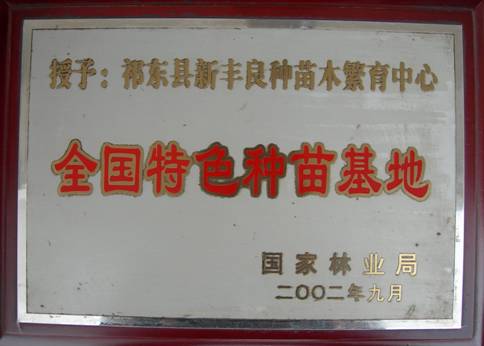 授予：祁东县新丰良种苗木繁育中心
全国特色种苗基地
国家林业局
二〇〇二年九月